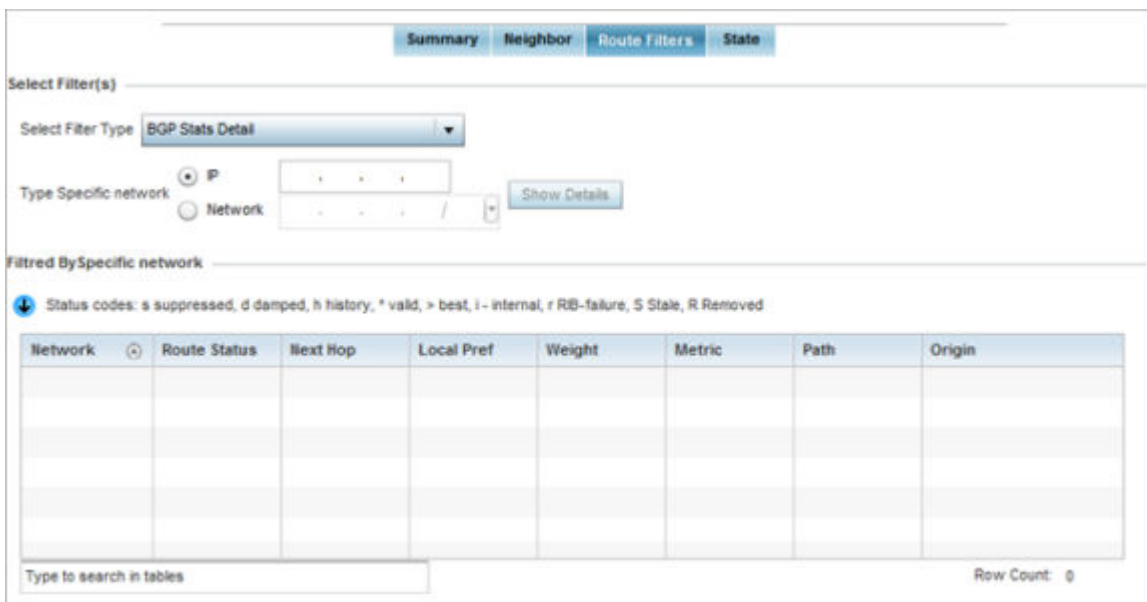 Summary Neighbor Route Filters State
Select Filter(s)
Select Filter Type BGP Stats Detail
Type Specific network
IP . . .
Network . . . /
Show Details
Filtred BySpecific network
Status codes: s suppressed, d damped, h history, * valid, > best, i - internal, r RIB-failure, S Stale, R Removed
Network Route Status Next Hop Local Pref Weight Metric Path Origin
Type to search in tables Row Count: 0